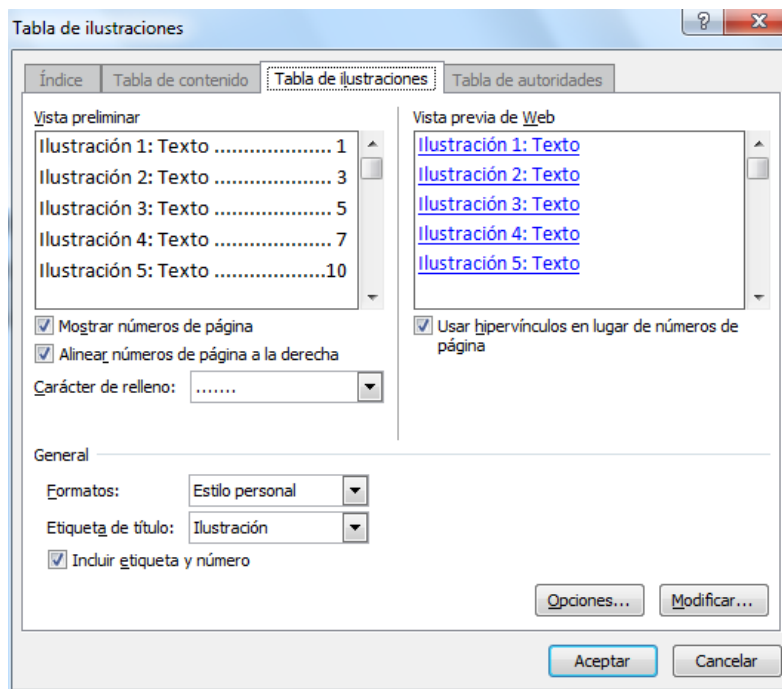 Tabla de ilustraciones
Índice
Tabla de contenido
Tabla de ilustraciones
Tabla de autoridades
Vista preliminar
Ilustración 1: Texto .................... 1
Ilustración 2: Texto .................... 3
Ilustración 3: Texto .................... 5
Ilustración 4: Texto .................... 7
Ilustración 5: Texto ...................10
Mostrar números de página
Alinear números de página a la derecha
Carácter de relleno: .......
Vista previa de Web
Ilustración 1: Texto
Ilustración 2: Texto
Ilustración 3: Texto
Ilustración 4: Texto
Ilustración 5: Texto
Usar hipervínculos en lugar de números de
página
General
Formatos: Estilo personal
Etiqueta de título: Ilustración
Incluir etiqueta y número
Opciones... Modificar...
Aceptar Cancelar